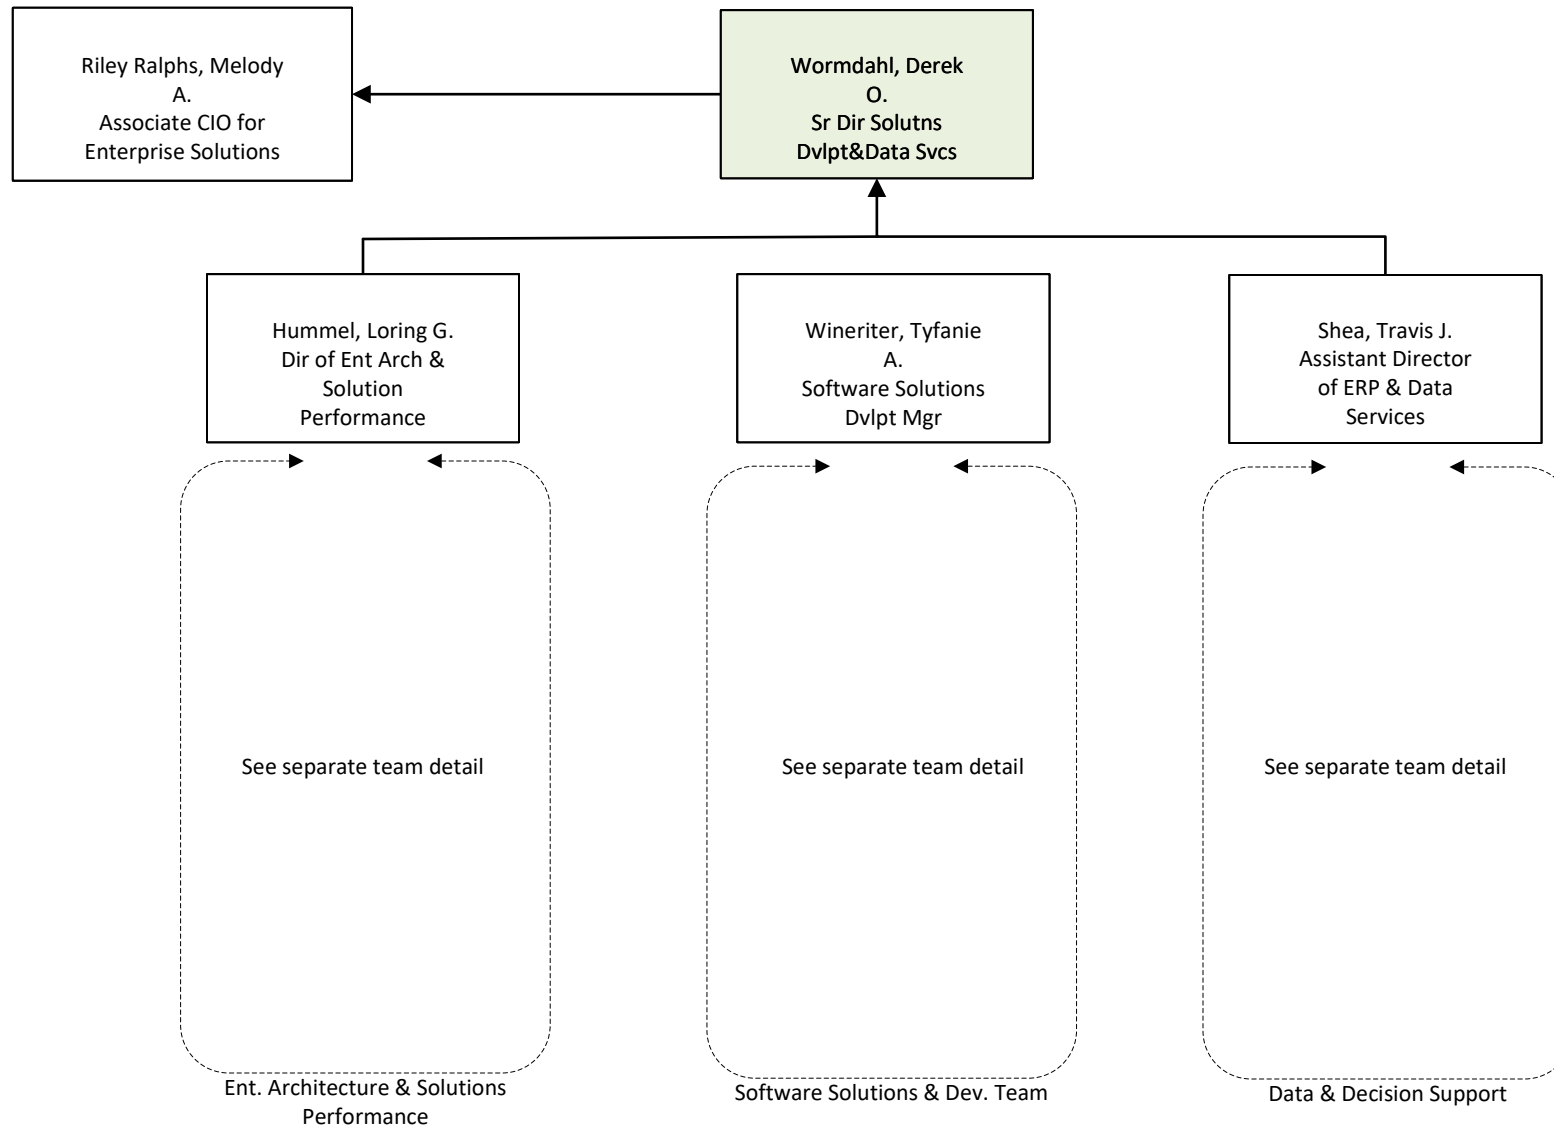 Riley Ralphs, Melody
A.
Associate CIO for
Enterprise Solutions
Wormdahl, Derek
O.
Sr Dir Solutns
Dvlpt&Data Svcs
Hummel, Loring G.
Dir of Ent Arch &
Solution
Performance
Wineriter, Tyfanie
A.
Software Solutions
Dvlpt Mgr
Shea, Travis J.
Assistant Director
of ERP & Data
Services
See separate team detail
See separate team detail
See separate team detail
Ent. Architecture & Solutions
Performance
Software Solutions & Dev. Team
Data & Decision Support